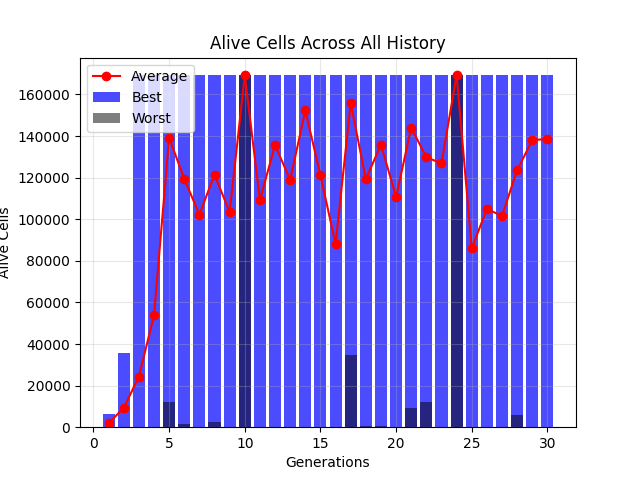 Alive Cells Across All History
Average
Best
Worst
160000
140000
120000
100000
80000
60000
40000
20000
0
Alive Cells
0 5 10 15 20 25 30
Generations